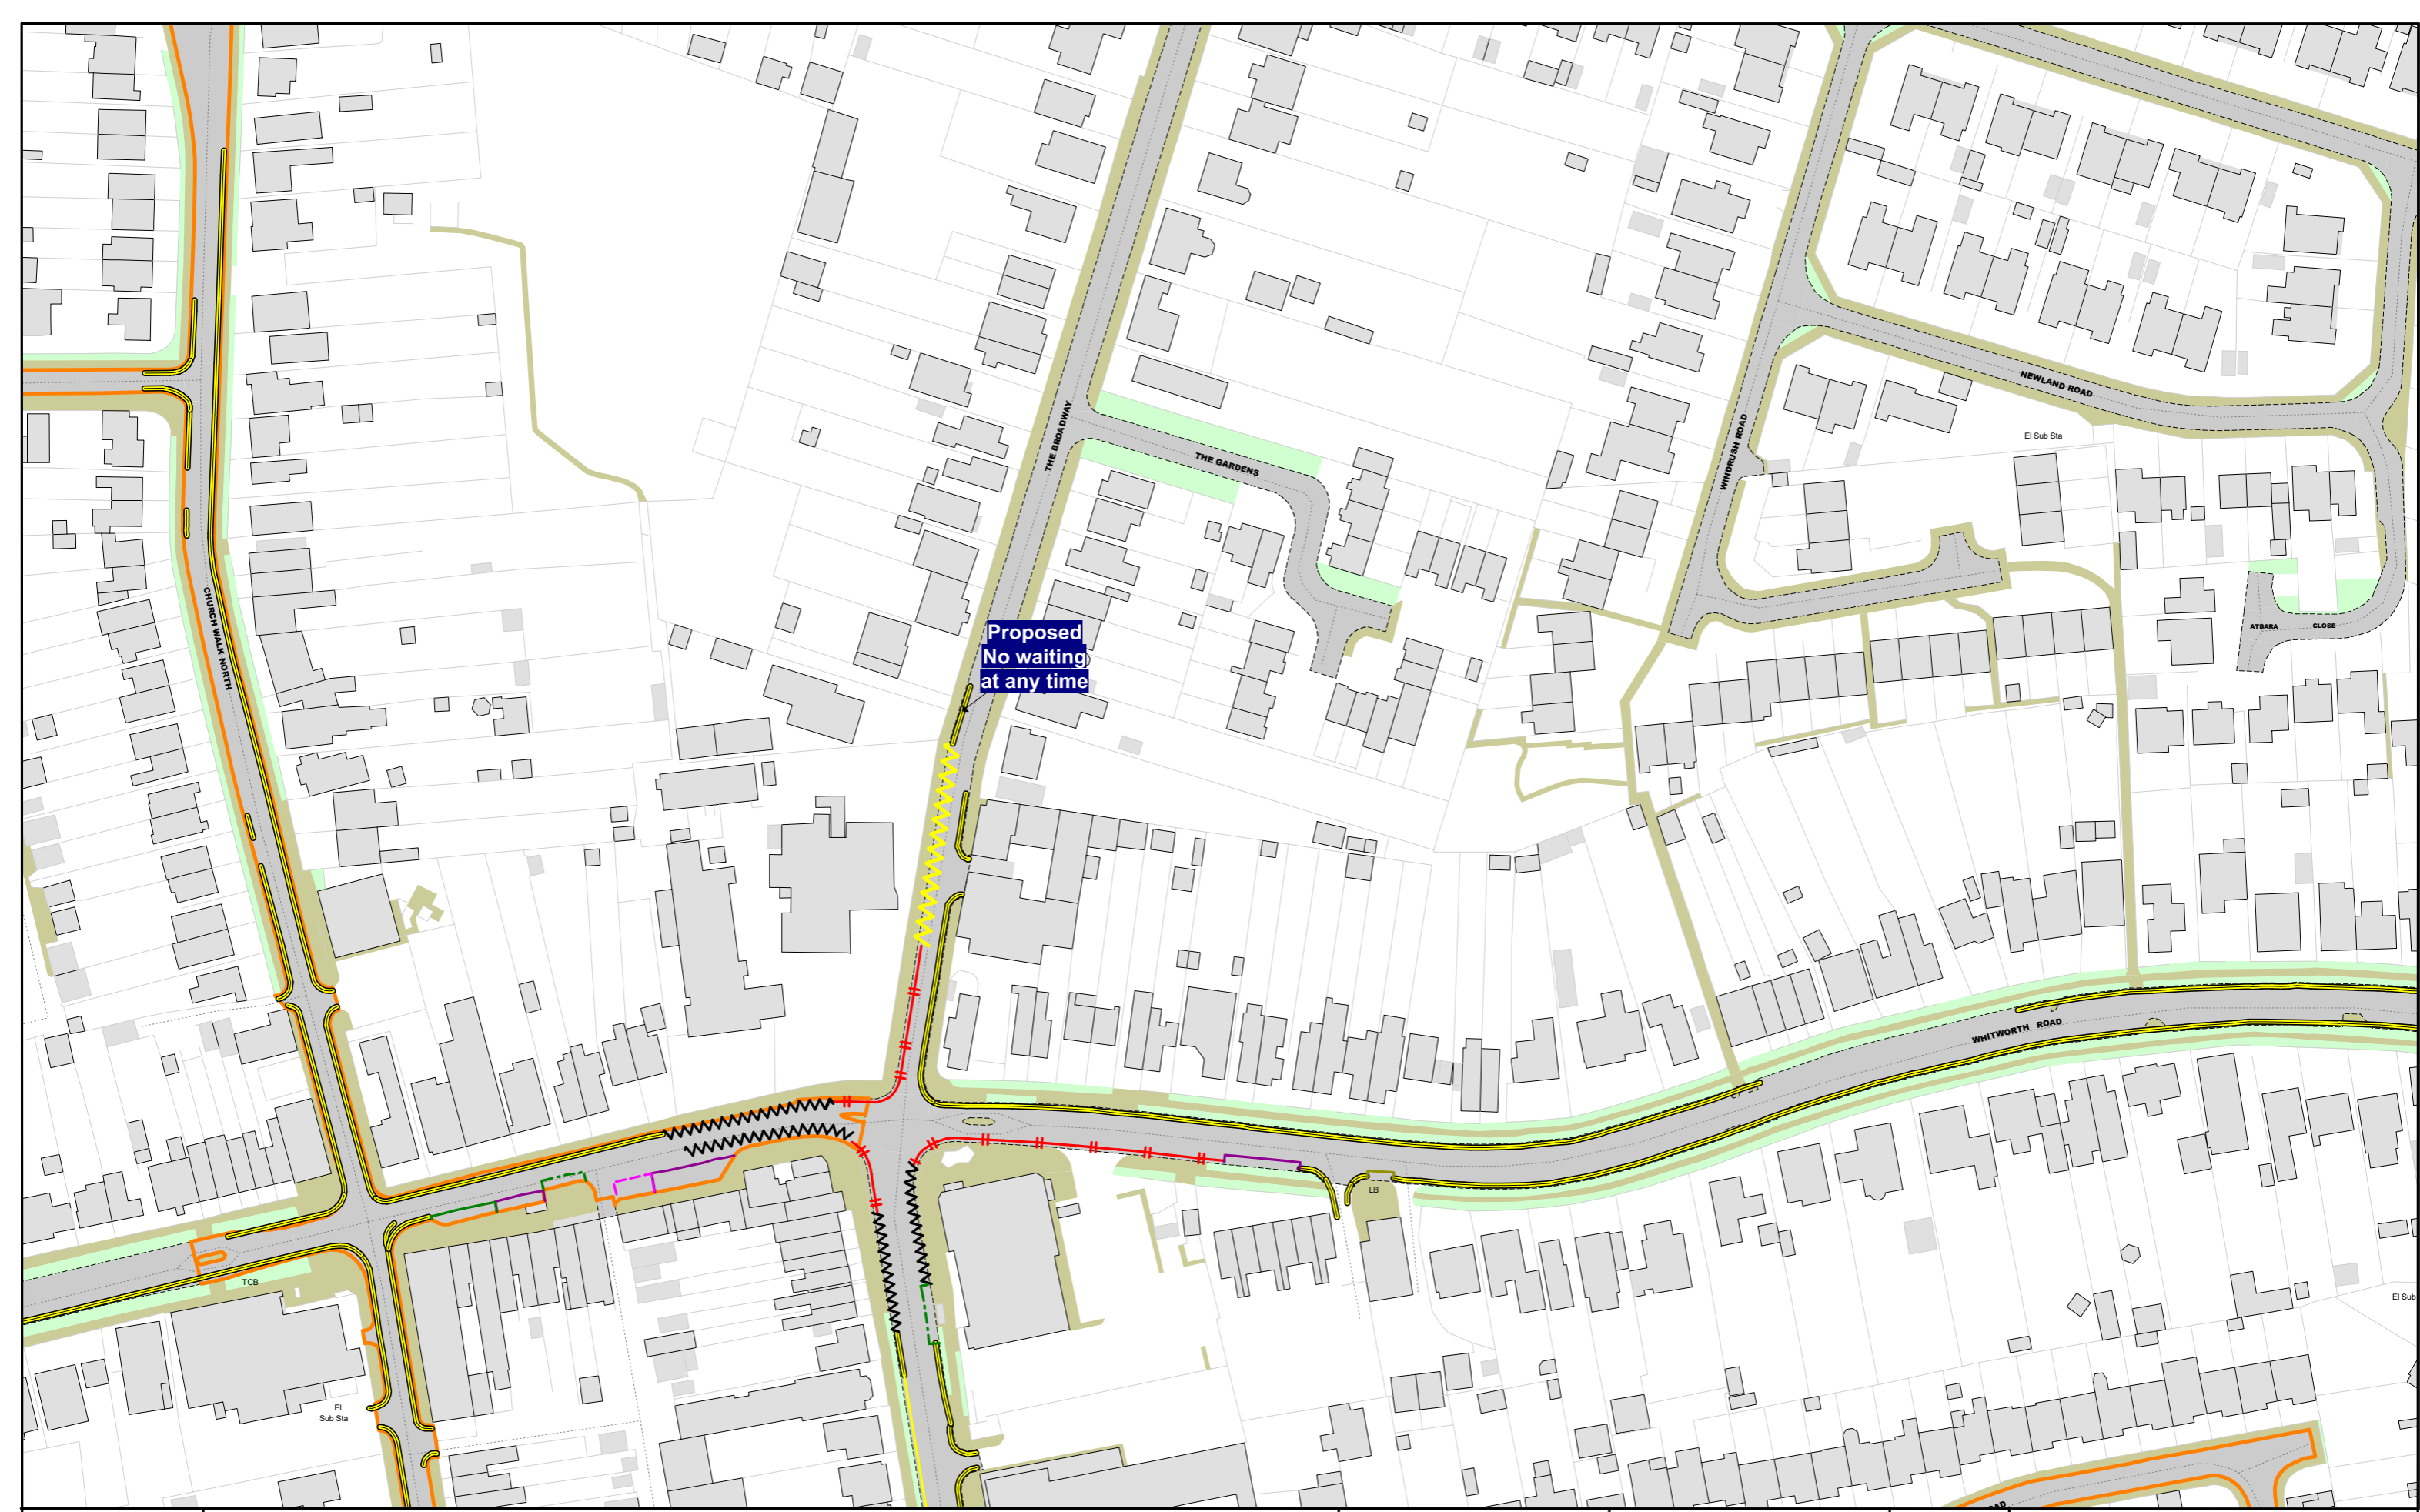 NEWLAND ROAD
THE BROADWAY
El Sub Sta
WINDRUSH ROAD
THE GARDENS
CHURCH WALK NORTH
ATBARA CLOSE
Proposed
No waiting
at any time
WHITWORTH ROAD
LB
TCB
El Sub
El
Sub Sta